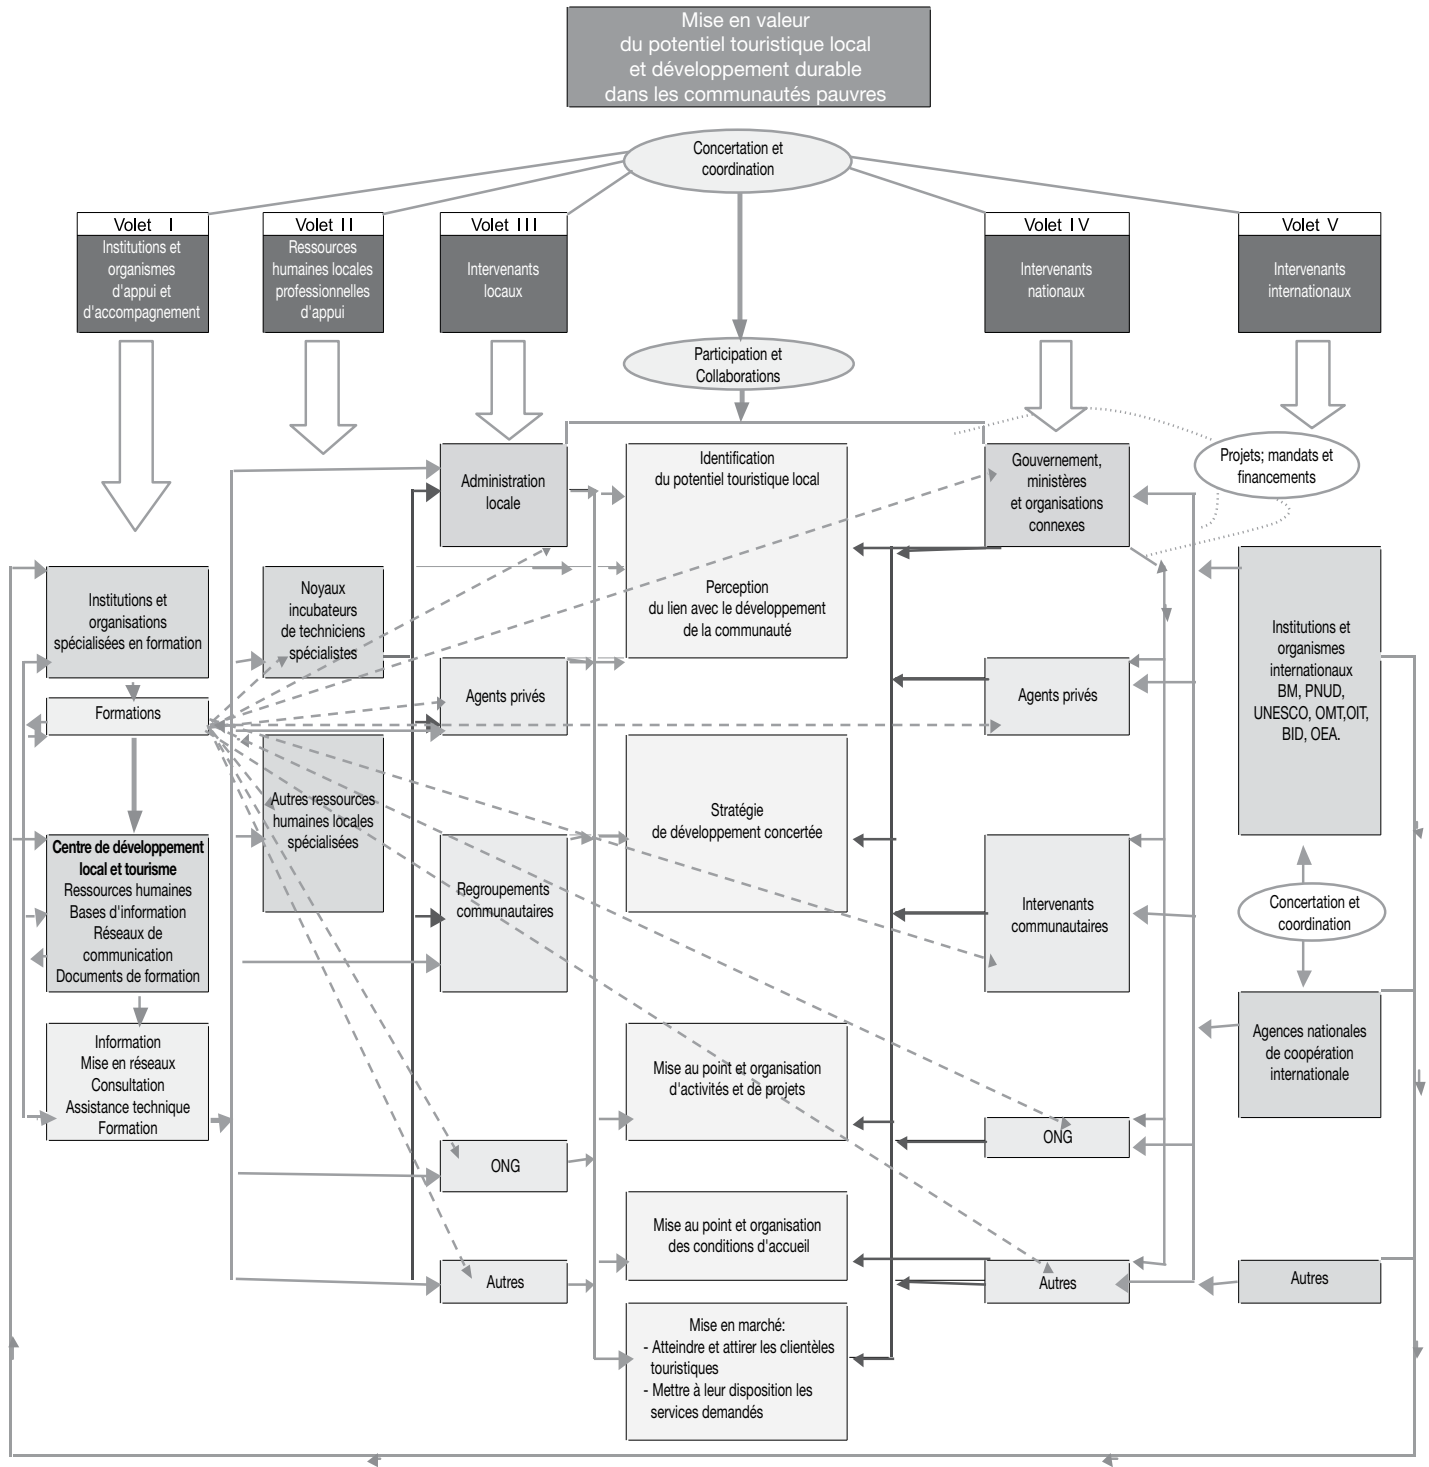 Mise en valeur
du potentiel touristique local
et développement durable
dans les communautés pauvres
Concertation et
coordination
Volet I
Institutions et
organismes
d'appui et
d'accompagnement
Volet II
Ressources
humaines locales
professionnelles
d'appui
Volet III
Intervenants
locaux
Volet IV
Intervenants
nationaux
Volet V
Intervenants
internationaux
Participation et
Collaborations
Projets; mandats et
financements
Institutions et
organisations
spécialisées en formation
Formations
Centre de développement
local et tourisme
Ressources humaines
Bases d'information
Réseaux de
communication
Documents de formation
Information
Mise en réseaux
Consultation
Assistance technique
Formation
Noyaux
incubateurs
de techniciens
spécialistes
Autres ressources
humaines locales
spécialisées
Administration
locale
Agents privés
Regroupements
communautaires
ONG
Autres
Identification
du potentiel touristique local
Perception
du lien avec le développement
de la communauté
Stratégie
de développement concertée
Mise au point et organisation
d'activités et de projets
Mise au point et organisation
des conditions d'accueil
Mise en marché:
- Atteindre et attirer les clientèles
touristiques
- Mettre à leur disposition les
services demandés
Gouvernement,
ministères
et organisations
connexes
Agents privés
Intervenants
communautaires
ONG
Autres
Institutions et
organismes
internationaux
BM, PNUD,
UNESCO, OMT,OIT,
BID, OEA.
Concertation et
coordination
Agences nationales
de coopération
internationale
Autres